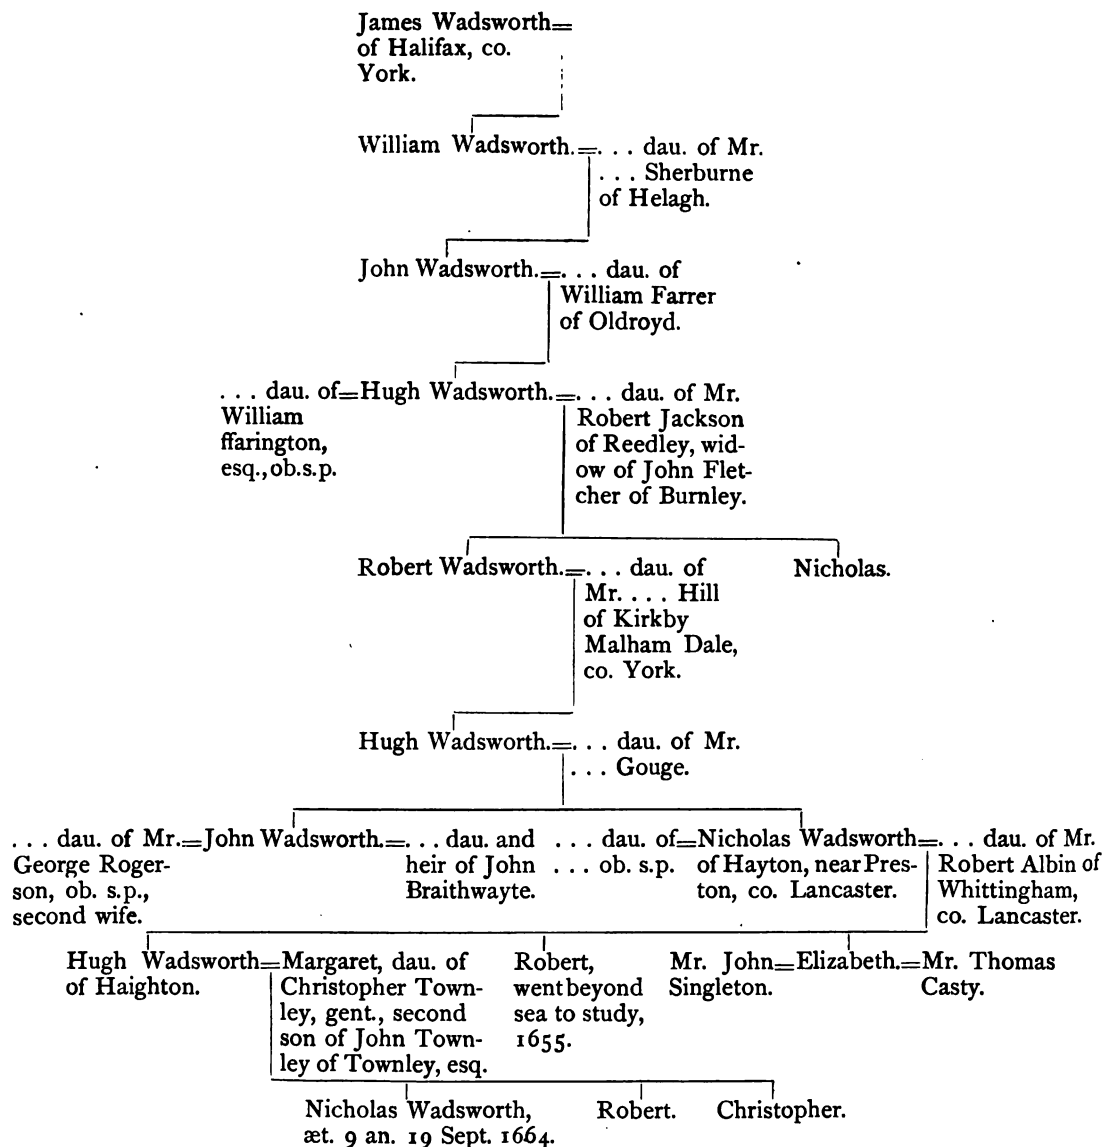 James Wadsworth=
of Halifax, co.
York.
William Wadsworth.=. . . dau. of Mr.
. . . Sherburne
of Helagh.
John Wadsworth.=. . . dau. of
William Farrer
of Oldroyd.
. . . dau. of=Hugh Wadsworth.=. . . dau. of Mr.
William
ffarington,
esq., ob.s.p.
Robert Jackson
of Reedley, wid-
ow of John Flet-
cher of Burnley.
Robert Wadsworth.=. . . dau. of
Mr. . . . Hill
of Kirkby
Malham Dale,
co. York.
Nicholas.
Hugh Wadsworth.=. . . dau. of Mr.
. . . Gouge.
. . . dau. of Mr.=John Wadsworth.=. . . dau. and
George Roger-
son, ob. s.p.,
second wife.
heir of John
Braithwayte.
. . . dau. of=Nicholas Wadsworth=. . . dau. of Mr.
. . . ob. s.p.
of Hayton, near Pres-
ton, co. Lancaster.
Robert Albin of
Whittingham,
co. Lancaster.
Hugh Wadsworth=Margaret, dau. of
of Haighton.
Christopher Town-
ley, gent., second
son of John Town-
ley of Townley, esq.
Robert,
went beyond
sea to study,
1655.
Mr. John=Elizabeth.=Mr. Thomas
Singleton.
Casty.
Nicholas Wadsworth,
æt. 9 an. 19 Sept. 1664.
Robert.
Christopher.